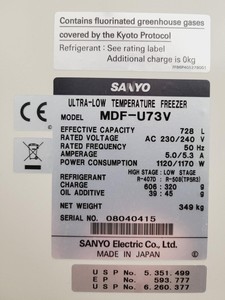 Contains fluorinated greenhouse gases
covered by the Kyoto Protocol
Refrigerant : See rating label
Additional charge is 0kg
SANYO
ULTRA-LOW TEMPERATURE FREEZER
MODEL MDF-U73V
EFFECTIVE CAPACITY 728 L
RATED VOLTAGE AC 230/240 V
RATED FREQUENCY 50 Hz
AMPERE 5.0/5.3 A
POWER CONSUMPTION 1120/1170 W
HIGH STAGE : LOW STAGE
REFRIGERANT R-407D : R-508(TP5R3)
CHARGE 606 : 320 g
ADDITIVE OIL 39 : 45 g
NET WEIGHT 349 kg
SERIAL NO. 08040415
SANYO Electric Co., Ltd.
MADE IN JAPAN
U S P No. 5.351.499
E P No. 593.777
U S P No. 6.260.377